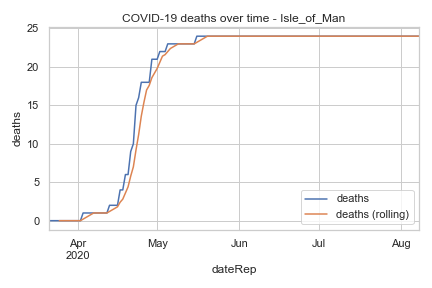 COVID-19 deaths over time - Isle_of_Man
25
20
15
10
5
0
deaths
Apr
2020
May
Jun
Jul
Aug
dateRep
deaths
deaths (rolling)